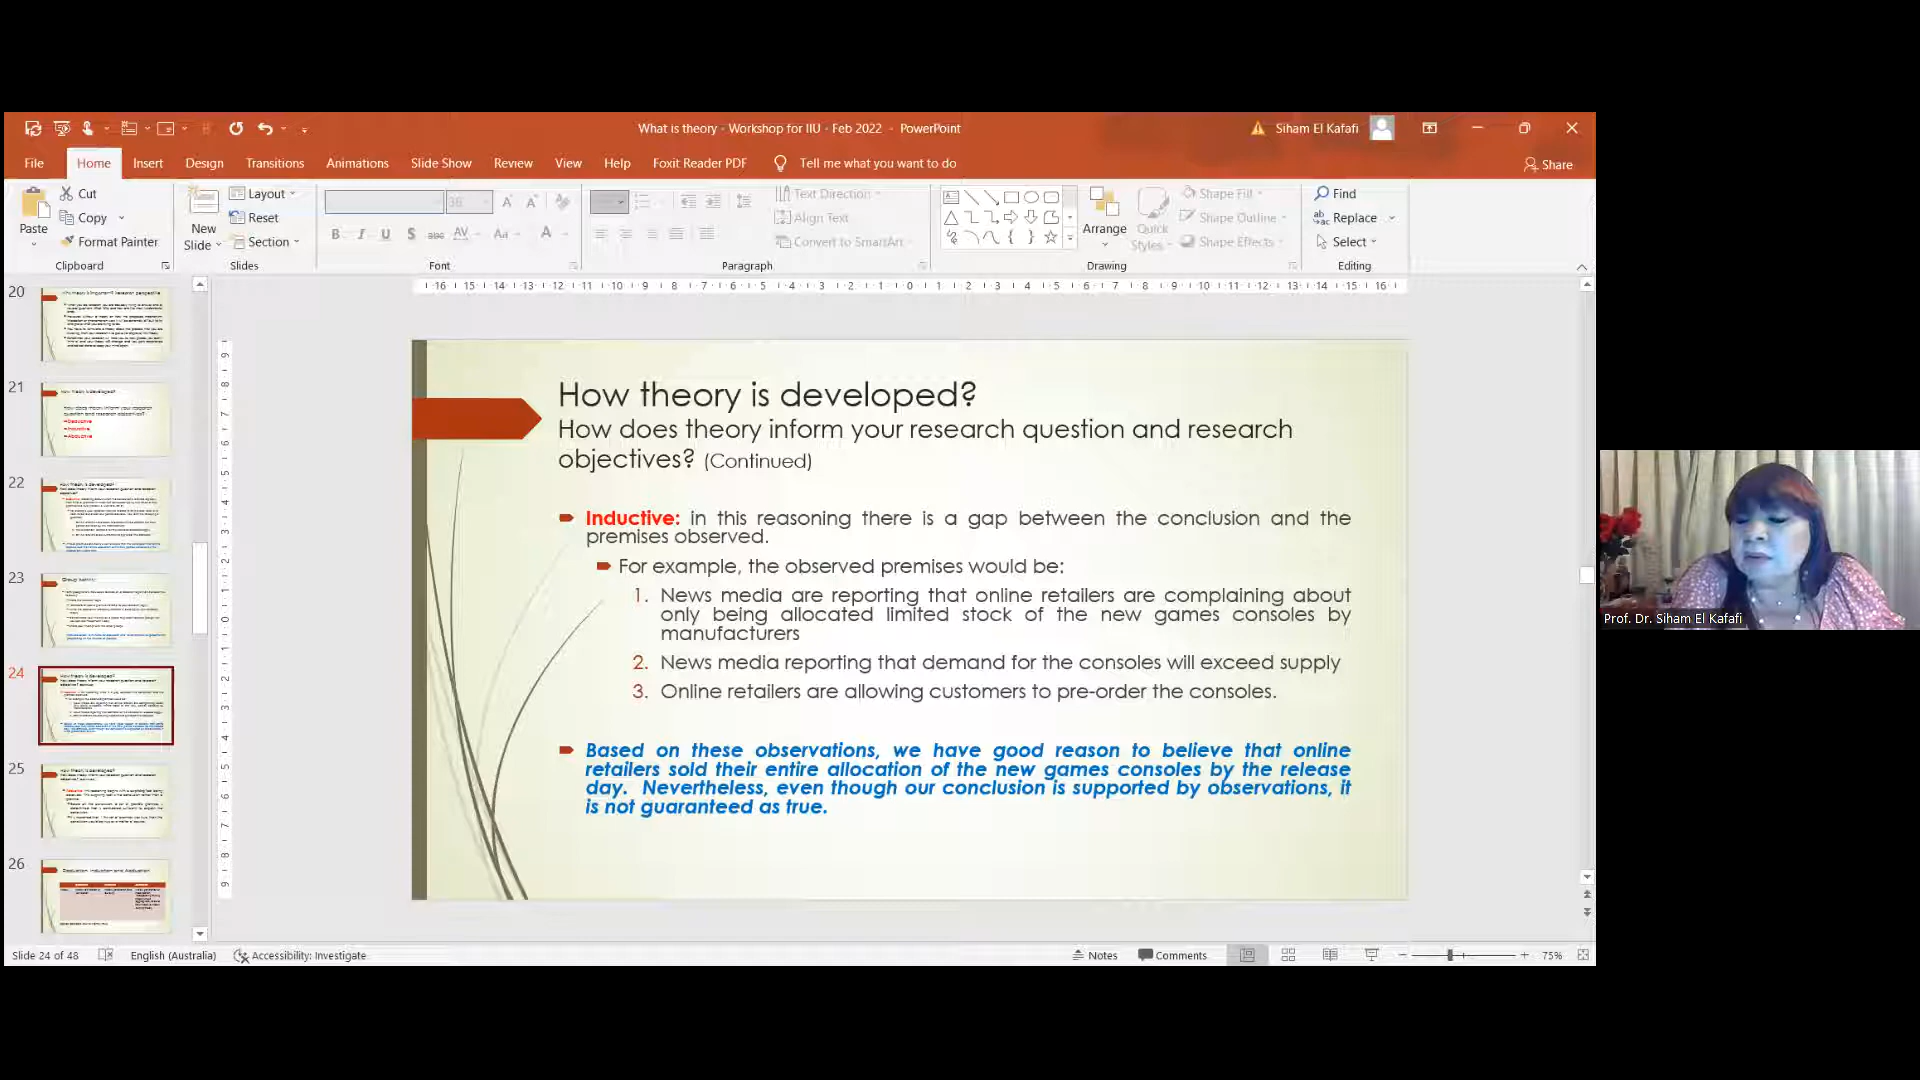 What is theory - Workshop for IIU - Feb 2022 - PowerPoint
Siham El Kafafi
File Home Insert Design Transitions Animations Slide Show Review View Help Foxit Reader PDF Tell me what you want to do Share
Paste
Cut
Copy
Format Painter
Clipboard
New Slide
Layout
Reset
Section
Slides
36
Font
Text Direction
Align Text
Convert to SmartArt
Paragraph
Arrange
Quick Styles
Shape Fill
Shape Outline
Shape Effects
Drawing
Find
Replace
Select
Editing
20
21
22
23
24
25
26
How theory is developed?
How does theory inform your research question and research
objectives? (Continued)
Inductive: in this reasoning there is a gap between the conclusion and the
premises observed.
For example, the observed premises would be:
1. News media are reporting that online retailers are complaining about
only being allocated limited stock of the new games consoles by
manufacturers
2. News media reporting that demand for the consoles will exceed supply
3. Online retailers are allowing customers to pre-order the consoles.
Based on these observations, we have good reason to believe that online
retailers sold their entire allocation of the new games consoles by the release
day. Nevertheless, even though our conclusion is supported by observations, it
is not guaranteed as true.
Prof. Dr. Siham El Kafafi
Slide 24 of 48 English (Australia) Accessibility: Investigate Notes Comments 75%